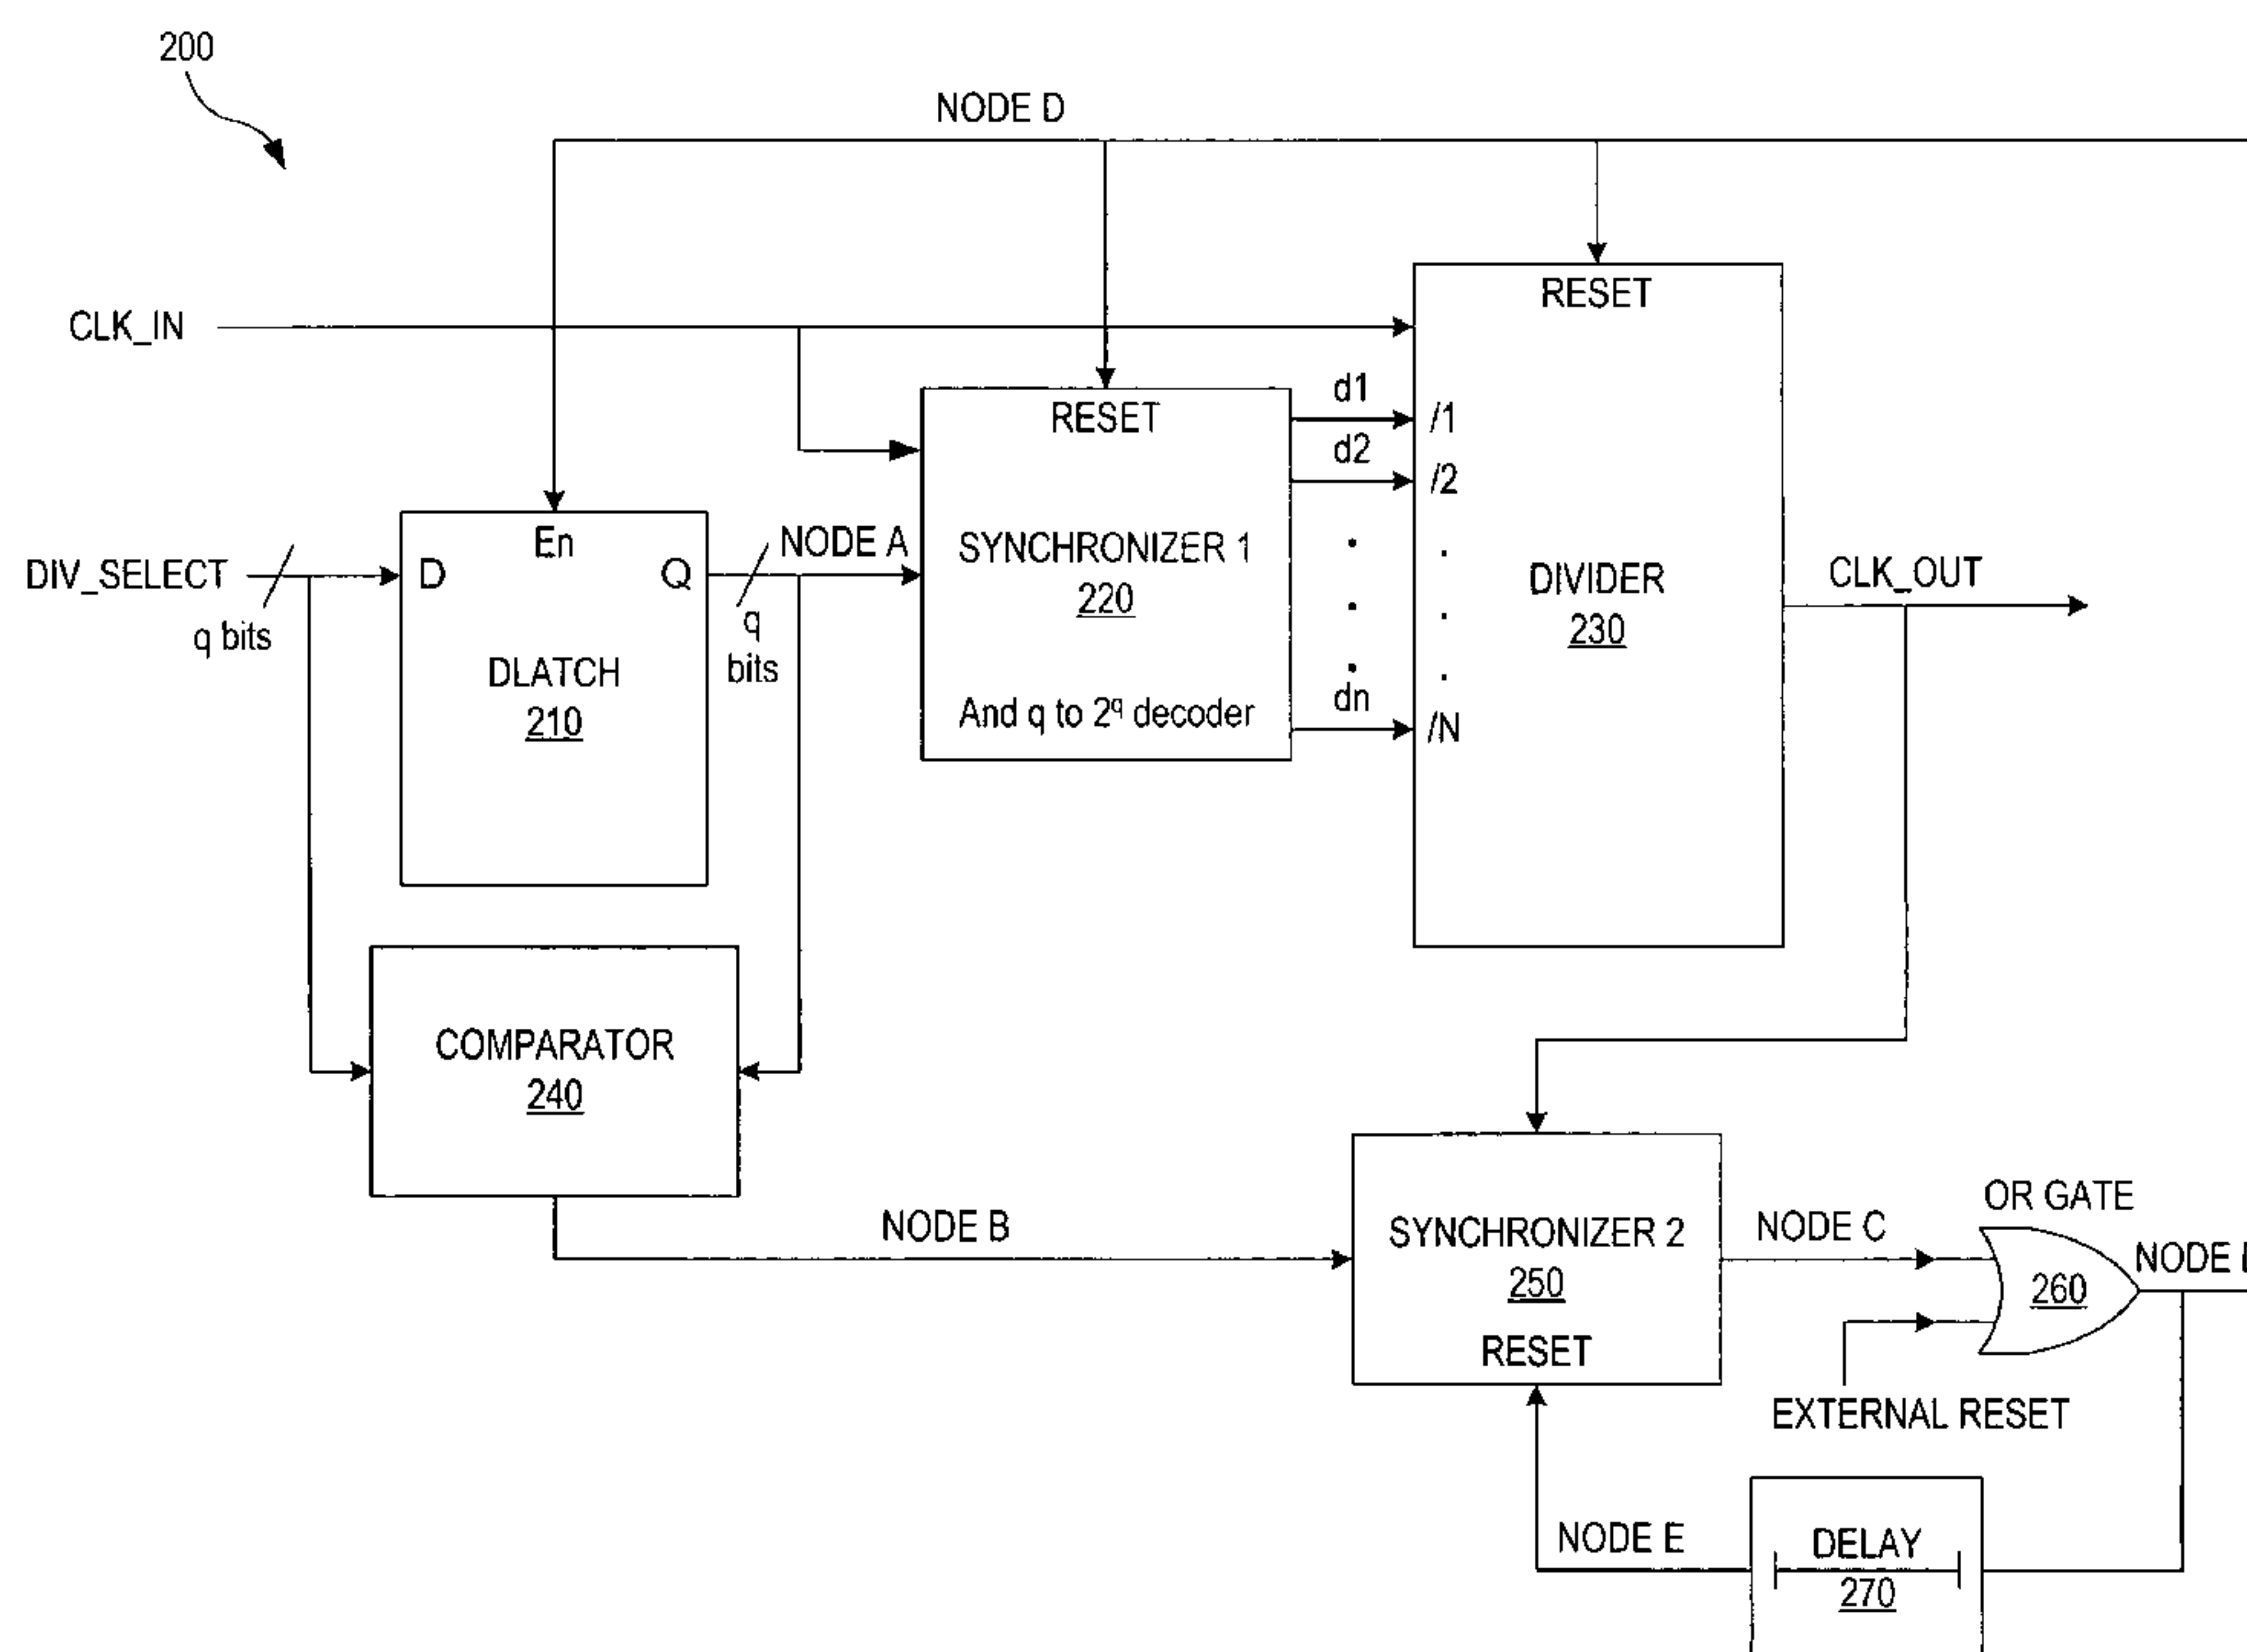 200
NODE D
CLK_IN
RESET
RESET
d1
/1
d2
/2
DIV_SELECT
q bits
D
En
Q
NODE A
q
bits
DLATCH
210
SYNCHRONIZER 1
220
And q to 2^q decoder
dn
/N
DIVIDER
230
CLK_OUT
COMPARATOR
240
NODE B
SYNCHRONIZER 2
250
RESET
NODE C
OR GATE
260
NODE
EXTERNAL RESET
NODE E
DELAY
270